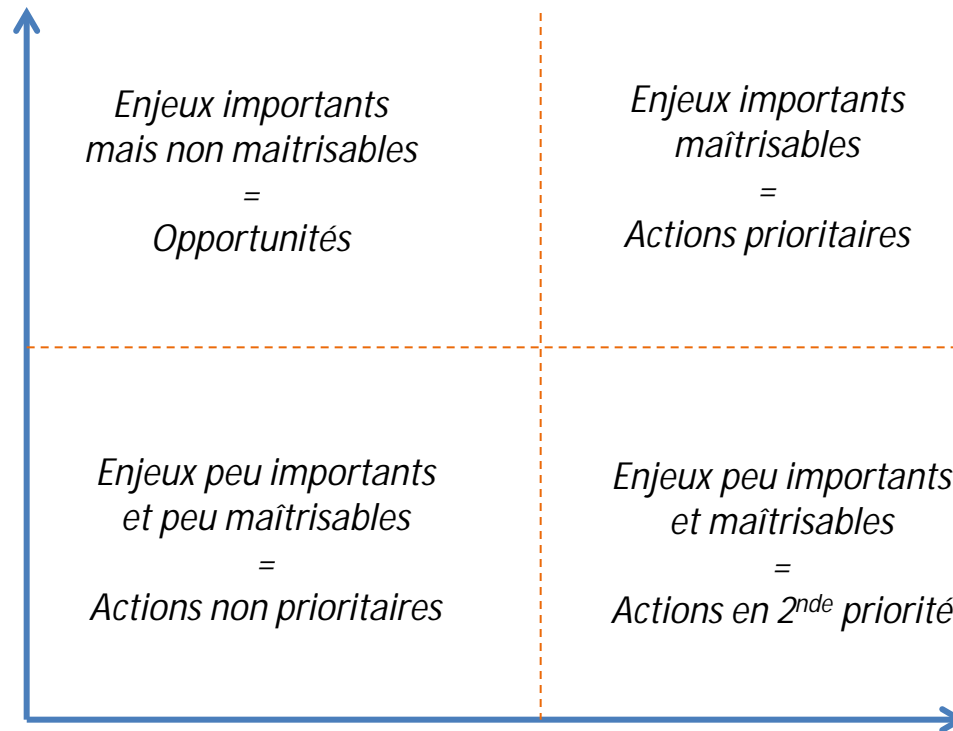 Enjeux importants
mais non maitrisables
=
Opportunités
Enjeux importants
maîtrisables
=
Actions prioritaires
Enjeux peu importants
et peu maîtrisables
=
Actions non prioritaires
Enjeux peu importants
et maîtrisables
=
Actions en 2nde priorité